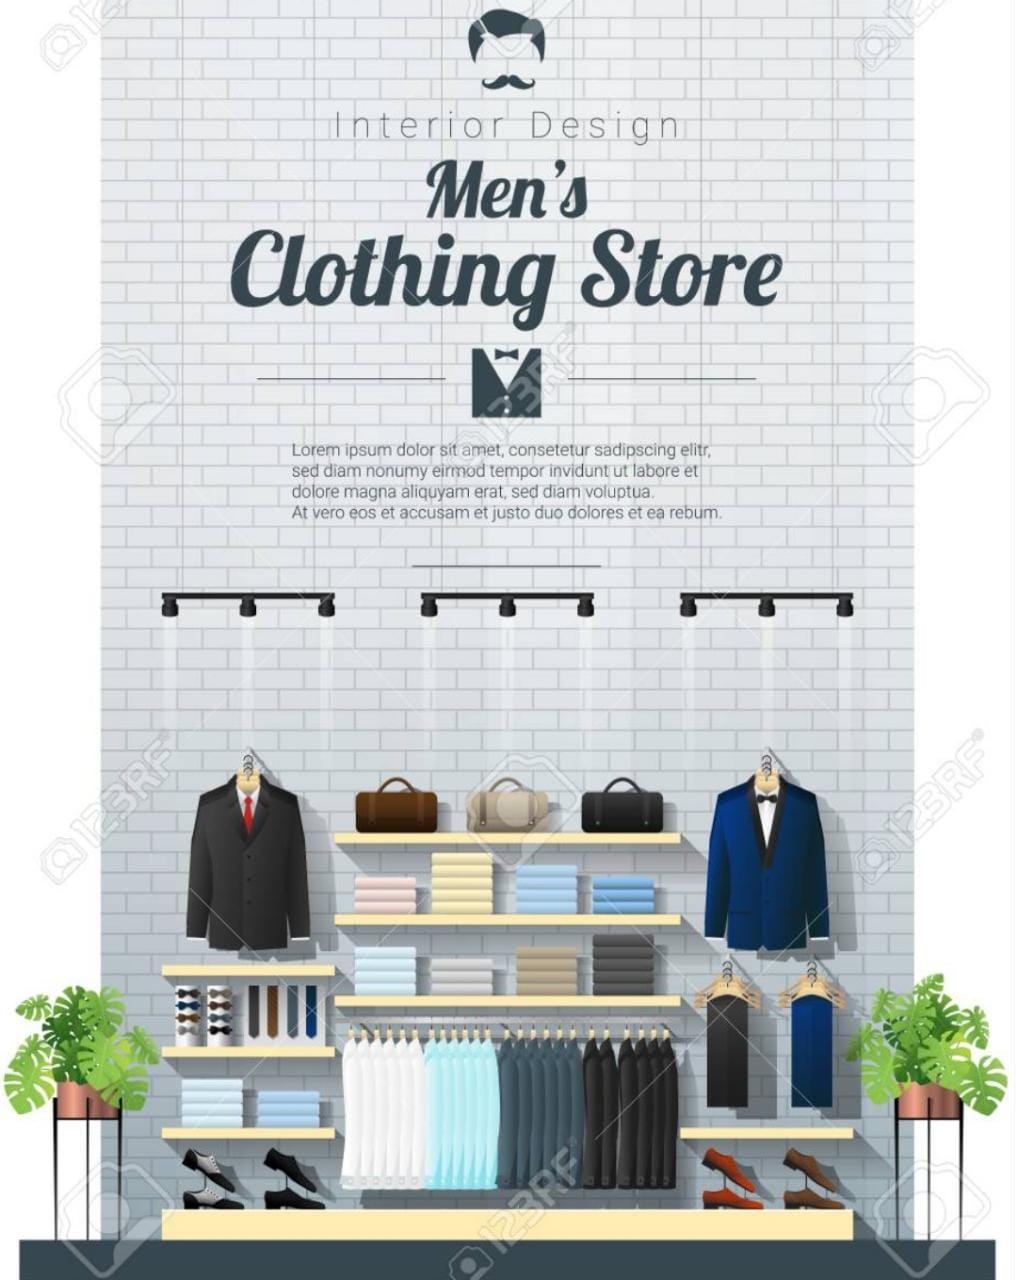 Interior Design
Men's
Clothing Store
Lorem ipsum dolor sit amet, consetetur sadipscing elitr,
sed diam nonumy eirmod tempor invidunt ut labore et
dolore magna aliquyam erat, sed diam voluptua.
At vero eos et accusam et justo duo dolores et ea rebum.
123RF